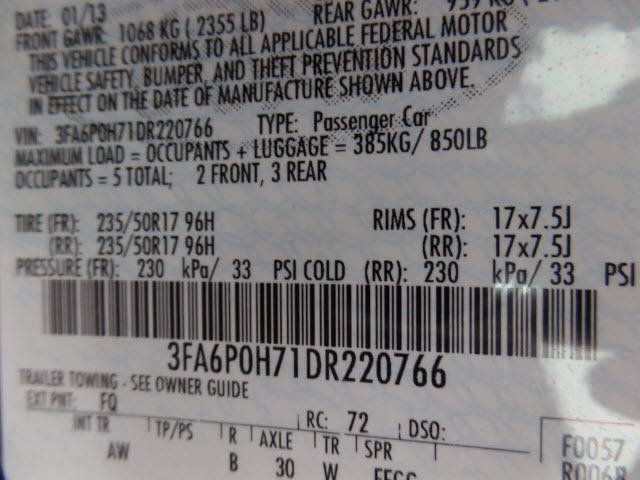 DATE: 01/13
FRONT GAWR: 1068 KG ( 2355 LB) REAR GAWR: 959 KG (
THIS VEHICLE CONFORMS TO ALL APPLICABLE FEDERAL MOTOR
VEHICLE SAFETY, BUMPER, AND THEFT PREVENTION STANDARDS
IN EFFECT ON THE DATE OF MANUFACTURE SHOWN ABOVE.
VIN: 3FA6P0H71DR220766 TYPE: Passenger Car
MAXIMUM LOAD = OCCUPANTS + LUGGAGE = 385KG/ 850LB
OCCUPANTS = 5 TOTAL; 2 FRONT, 3 REAR
TIRE (FR): 235/50R17 96H RIMS (FR): 17x7.5J
(RR): 235/50R17 96H (RR): 17x7.5J
PRESSURE (FR): 230 kPa/ 33 PSI COLD (RR): 230 kPa/ 33 PSI
3FA6P0H71DR220766
TRAILER TOWING - SEE OWNER GUIDE
EXT PNT: FQ RC: 72 DSO:
INT TR TP/PS R AXLE TR SPR F0057
AW B 30 W